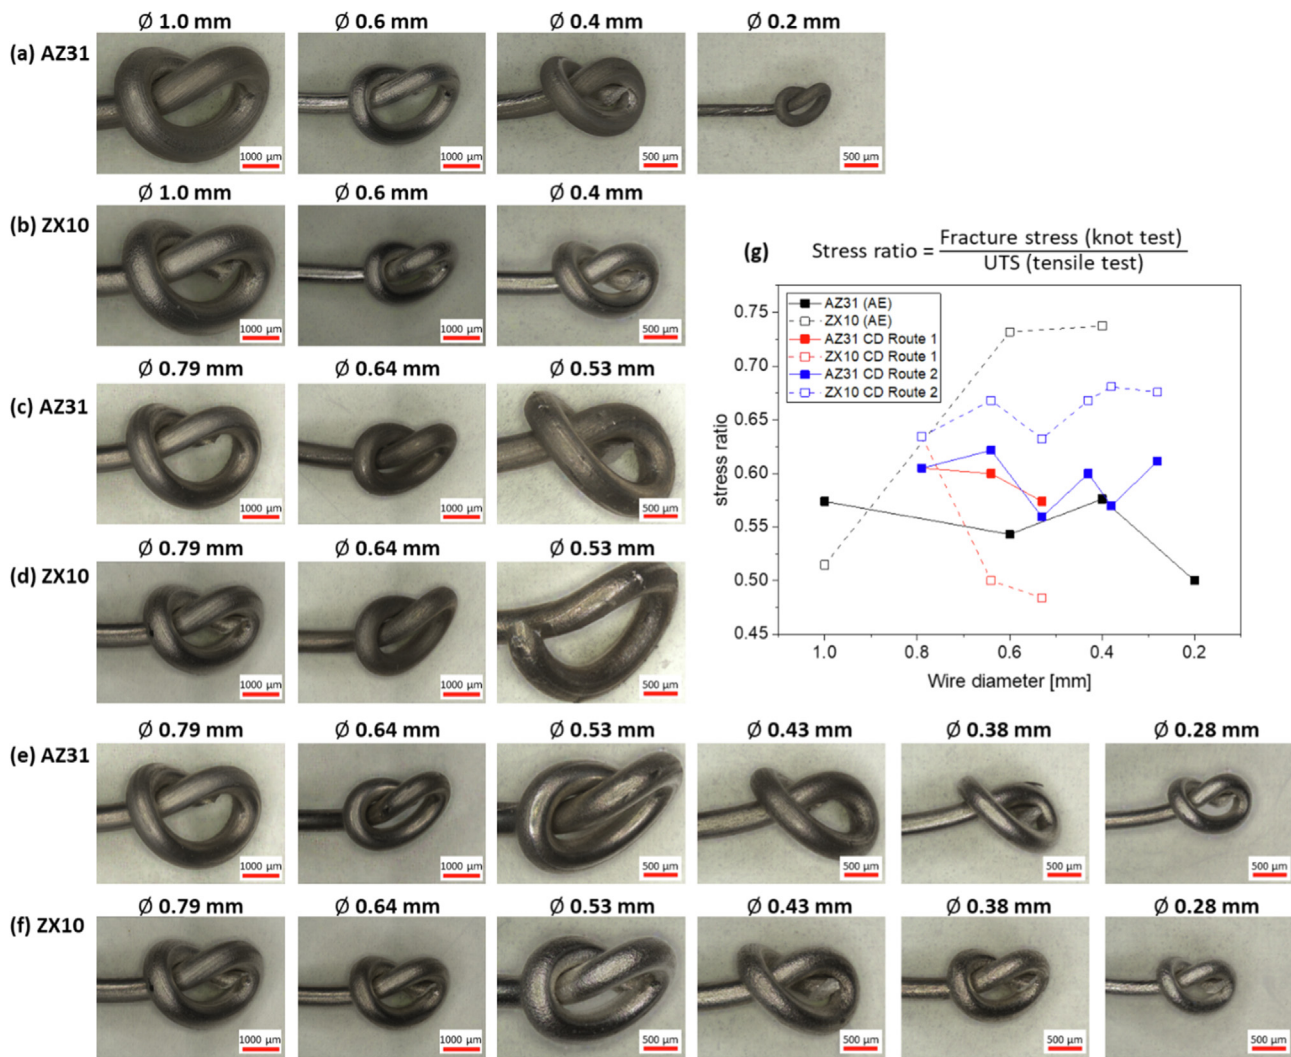 Ø 1.0 mm Ø 0.6 mm Ø 0.4 mm Ø 0.2 mm
(a) AZ31
1000 µm 1000 µm 500 µm 500 µm
Ø 1.0 mm Ø 0.6 mm Ø 0.4 mm
(b) ZX10
1000 µm 1000 µm 500 µm
Ø 0.79 mm Ø 0.64 mm Ø 0.53 mm
(c) AZ31
1000 µm 1000 µm 500 µm
Ø 0.79 mm Ø 0.64 mm Ø 0.53 mm
(d) ZX10
1000 µm 1000 µm 500 µm
(g) Stress ratio = Fracture stress (knot test)
UTS (tensile test)
AZ31 (AE)
ZX10 (AE)
AZ31 CD Route 1
ZX10 CD Route 1
AZ31 CD Route 2
ZX10 CD Route 2
stress ratio
0.75
0.70
0.65
0.60
0.55
0.50
0.45
1.0 0.8 0.6 0.4 0.2
Wire diameter [mm]
Ø 0.79 mm Ø 0.64 mm Ø 0.53 mm Ø 0.43 mm Ø 0.38 mm Ø 0.28 mm
(e) AZ31
1000 µm 1000 µm 500 µm 500 µm 500 µm 500 µm
Ø 0.79 mm Ø 0.64 mm Ø 0.53 mm Ø 0.43 mm Ø 0.38 mm Ø 0.28 mm
(f) ZX10
1000 µm 1000 µm 500 µm 500 µm 500 µm 500 µm